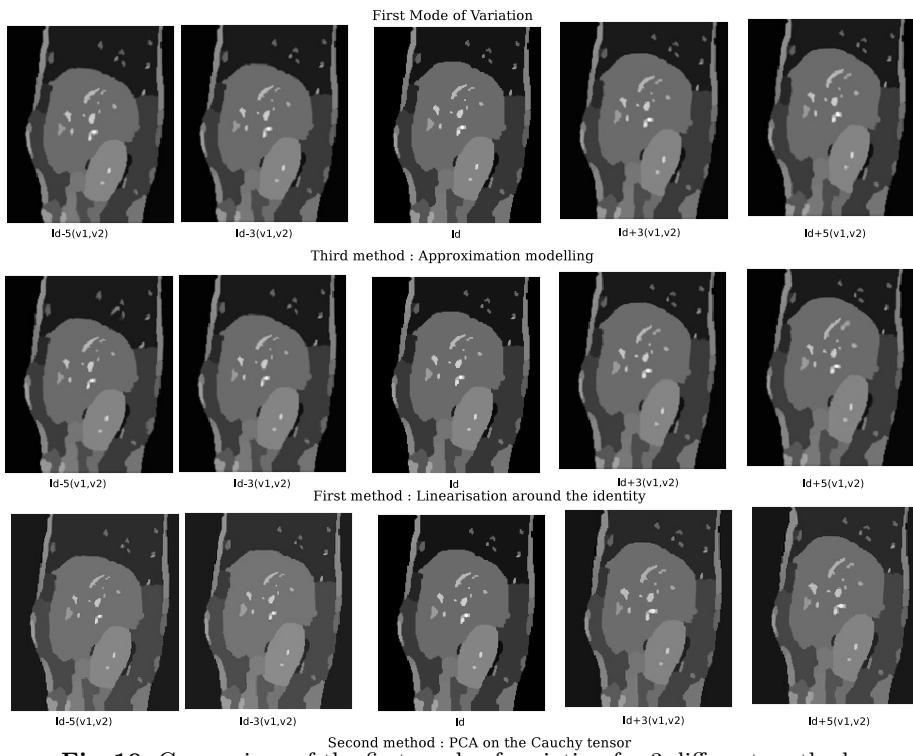 First Mode of Variation
Id-5(v1,v2) Id-3(v1,v2) Id Id+3(v1,v2) Id+5(v1,v2)
Third method : Approximation modelling
Id-5(v1,v2) Id-3(v1,v2) Id Id+3(v1,v2) Id+5(v1,v2)
First method : Linearisation around the identity
Id-5(v1,v2) Id-3(v1,v2) Id Id+3(v1,v2) Id+5(v1,v2)
Second method : PCA on the Cauchy tensor